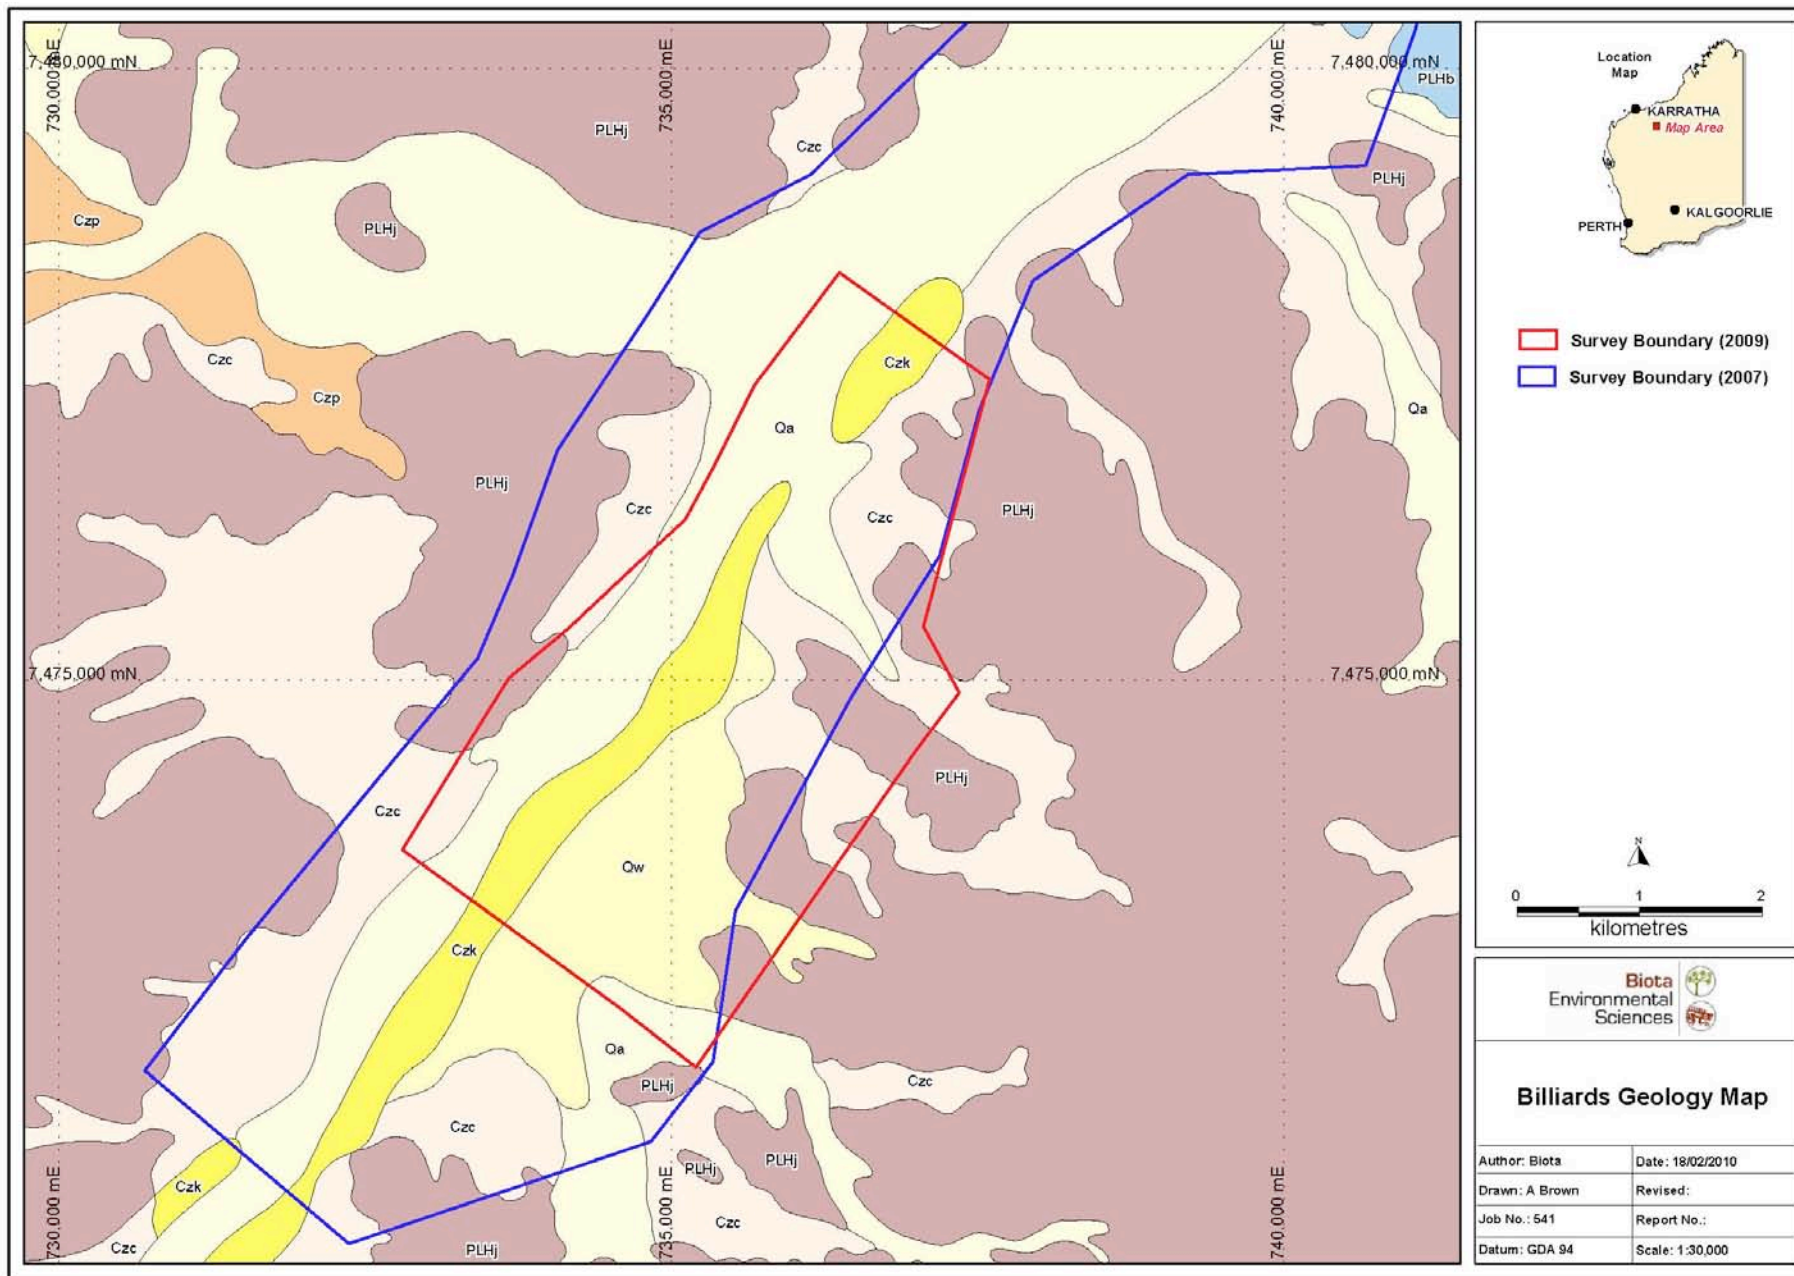 730,000 mE
735,000 mE
740,000 mE
7,480,000 mN
7,480,000 mN
PLHb
PLHj
Czc
PLHj
Czp
PLHj
Czc
Czk
Czp
Qa
Qa
PLHj
Czc
Czc
PLHj
7,475,000 mN
7,475,000 mN
PLHj
Czc
Qw
Czk
Qa
PLHj
Czc
Czc
PLHj
PLHj
Czk
Czc
Czc
PLHj
730,000 mE
735,000 mE
740,000 mE
Location
Map
KARRATHA
Map Area
KALGOORLIE
PERTH
Survey Boundary (2009)
Survey Boundary (2007)
N
0 1 2
kilometres
Biota
Environmental
Sciences
Billiards Geology Map
Author: Biota
Date: 18/02/2010
Drawn: A Brown
Revised:
Job No.: 541
Report No.:
Datum: GDA 94
Scale: 1:30,000